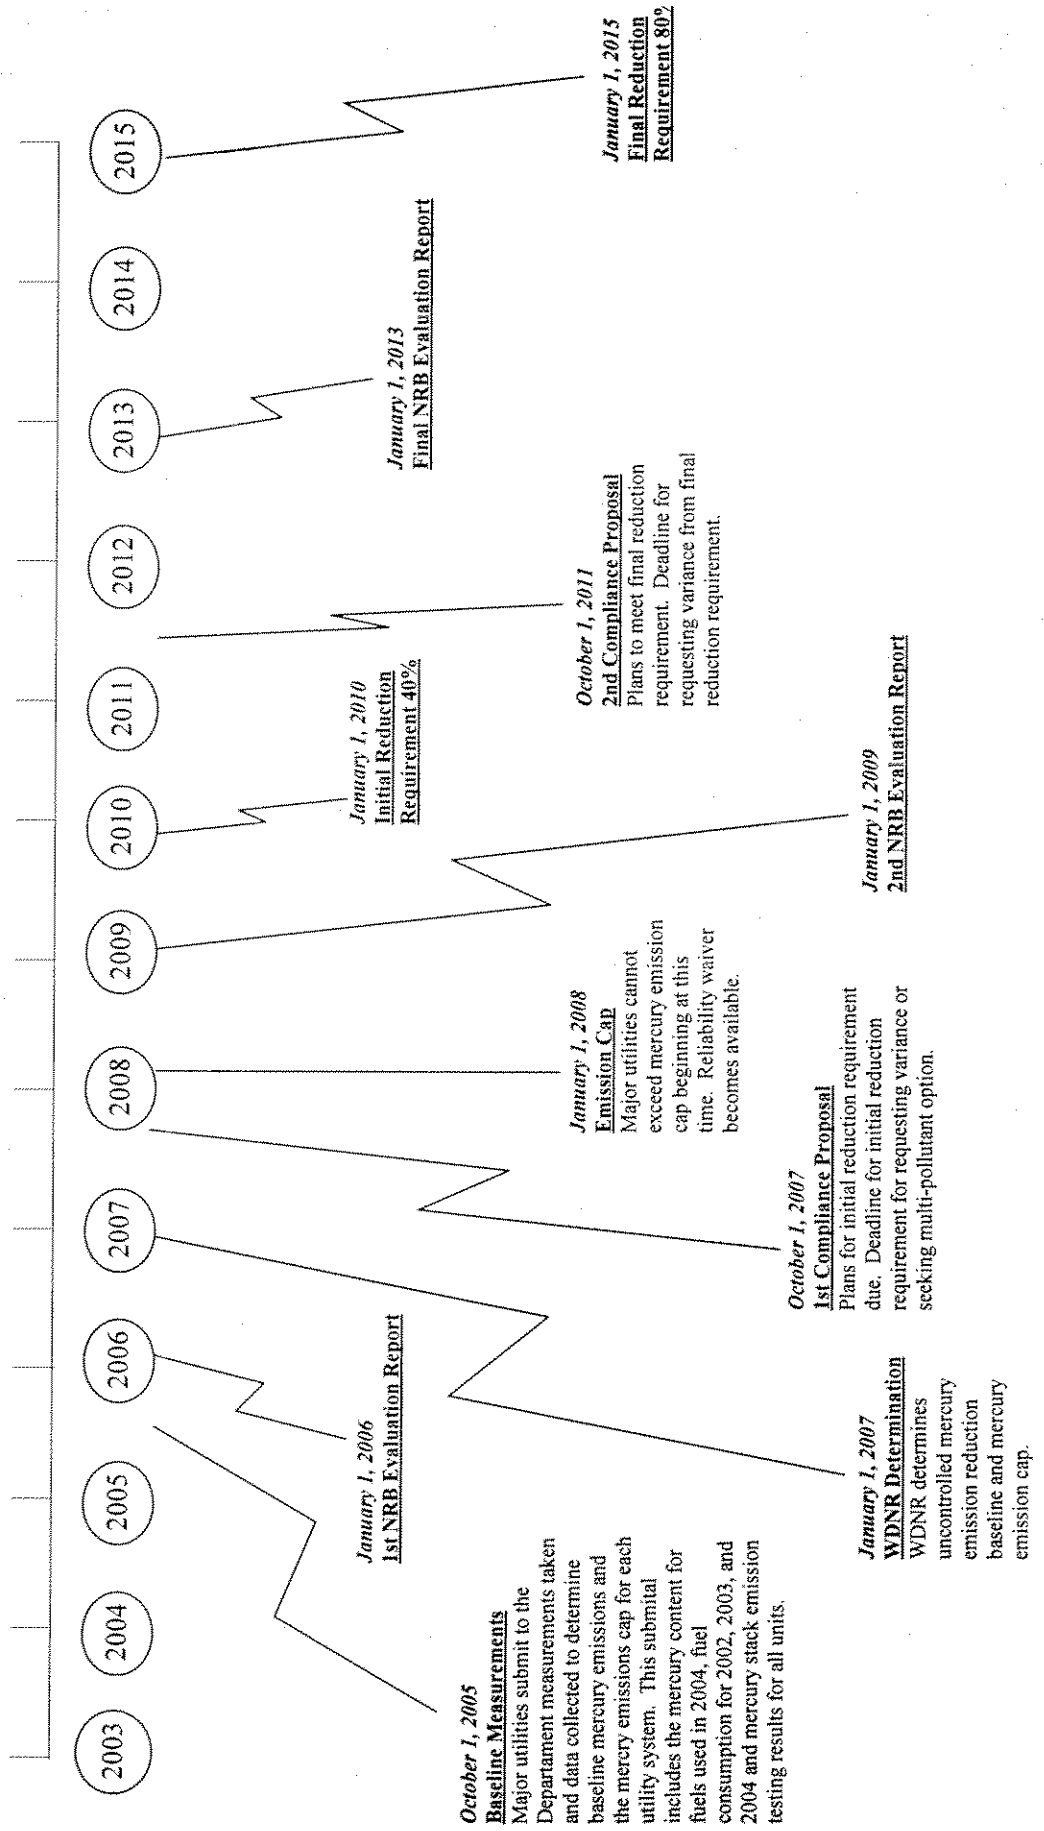 2003
2004
2005
2006
2007
2008
2009
2010
2011
2012
2013
2014
2015
October 1, 2005
Baseline Measurements
Major utilities submit to the
Departament measurements taken
and data collected to determine
baseline mercury emissions and
the mercry emissions cap for each
utility system. This submital
includes the mercury content for
fuels used in 2004, fuel
consumption for 2002, 2003, and
2004 and mercury stack emission
testing results for all units.
January 1, 2006
1st NRB Evaluation Report
January 1, 2007
WDNR Determination
WDNR determines
uncontrolled mercury
emission reduction
baseline and mercury
emission cap.
October 1, 2007
1st Compliance Proposal
Plans for initial reduction requirement
due. Deadline for initial reduction
requirement for requesting variance or
seeking multi-pollutant option.
January 1, 2008
Emission Cap
Major utilities cannot
exceed mercury emission
cap beginning at this
time. Reliability waiver
becomes available.
January 1, 2009
2nd NRB Evaluation Report
January 1, 2010
Initial Reduction
Requirement 40%
October 1, 2011
2nd Compliance Proposal
Plans to meet final reduction
requirement. Deadline for
requesting variance from final
reduction requirement.
January 1, 2013
Final NRB Evaluation Report
January 1, 2015
Final Reduction
Requirement 80%